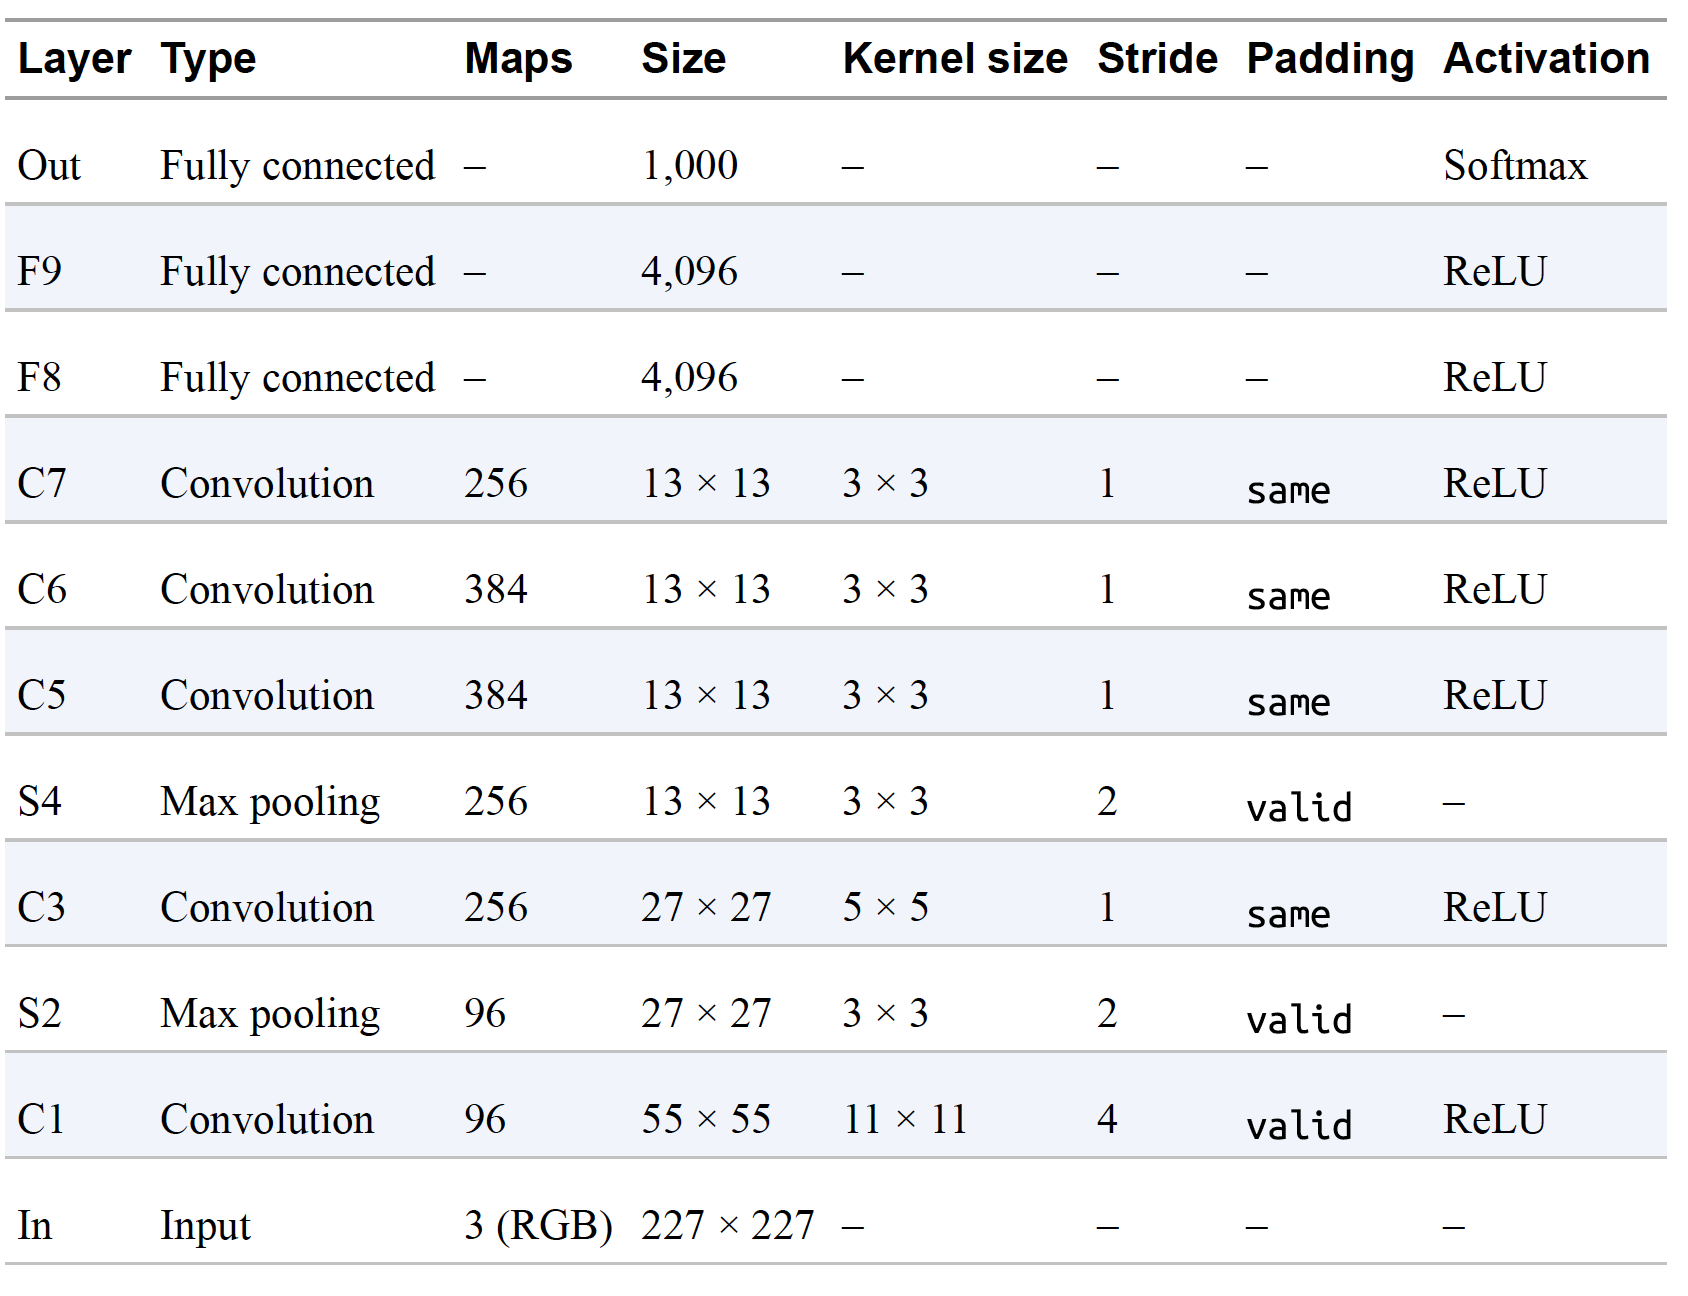 Layer Type Maps Size Kernel size Stride Padding Activation
Out Fully connected – 1,000 – – – Softmax
F9 Fully connected – 4,096 – – – ReLU
F8 Fully connected – 4,096 – – – ReLU
C7 Convolution 256 13 × 13 3 × 3 1 same ReLU
C6 Convolution 384 13 × 13 3 × 3 1 same ReLU
C5 Convolution 384 13 × 13 3 × 3 1 same ReLU
S4 Max pooling 256 13 × 13 3 × 3 2 valid –
C3 Convolution 256 27 × 27 5 × 5 1 same ReLU
S2 Max pooling 96 27 × 27 3 × 3 2 valid –
C1 Convolution 96 55 × 55 11 × 11 4 valid ReLU
In Input 3 (RGB) 227 × 227 – – – –